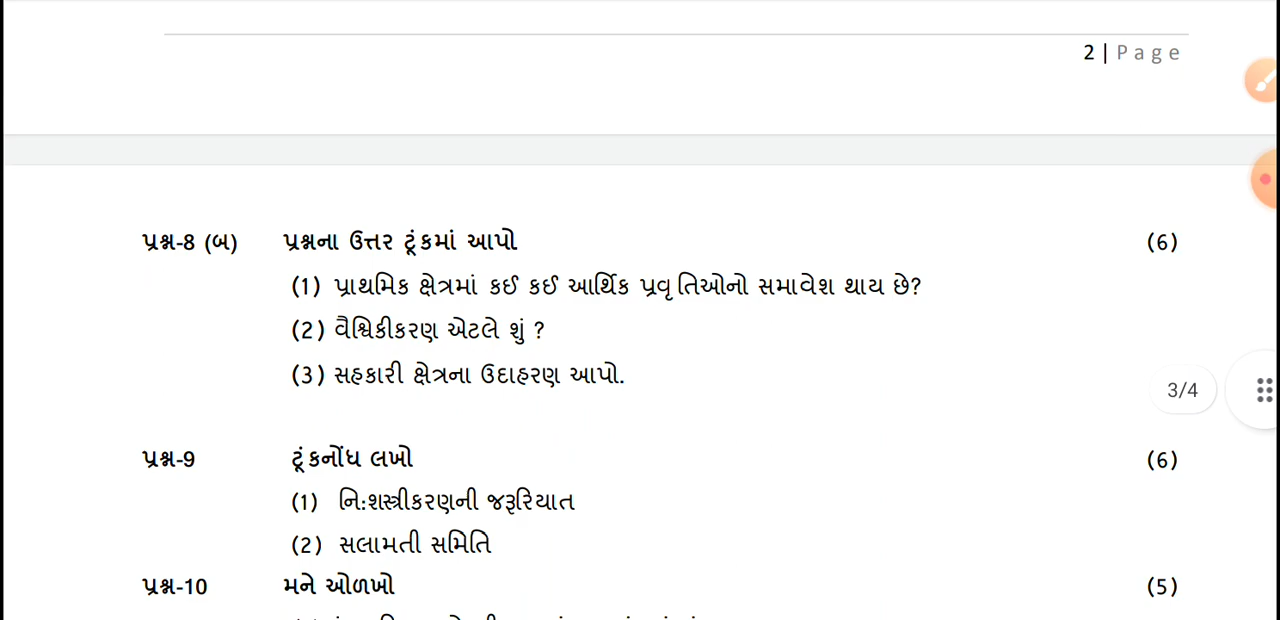 2 | Page
પ્રશ્ન-8 (બ) પ્રશ્નના ઉત્તર ટૂંકમાં આપો (6)
(1) પ્રાથમિક ક્ષેત્રમાં કઈ કઈ આર્થિક પ્રવૃતિઓનો સમાવેશ થાય છે?
(2) વૈશ્વિકીકરણ એટલે શું ?
(3) સહકારી ક્ષેત્રના ઉદાહરણ આપો.
3/4
પ્રશ્ન-9 ટૂંકનોંધ લખો (6)
(1) નિ:શસ્ત્રીકરણની જરૂરિયાત
(2) સલામતી સમિતિ
પ્રશ્ન-10 મને ઓળખો (5)